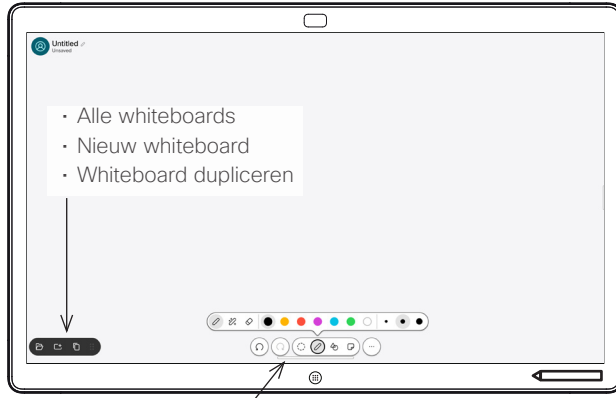 Untitled
Unsaved
· Alle whiteboards
· Nieuw whiteboard
· Whiteboard dupliceren